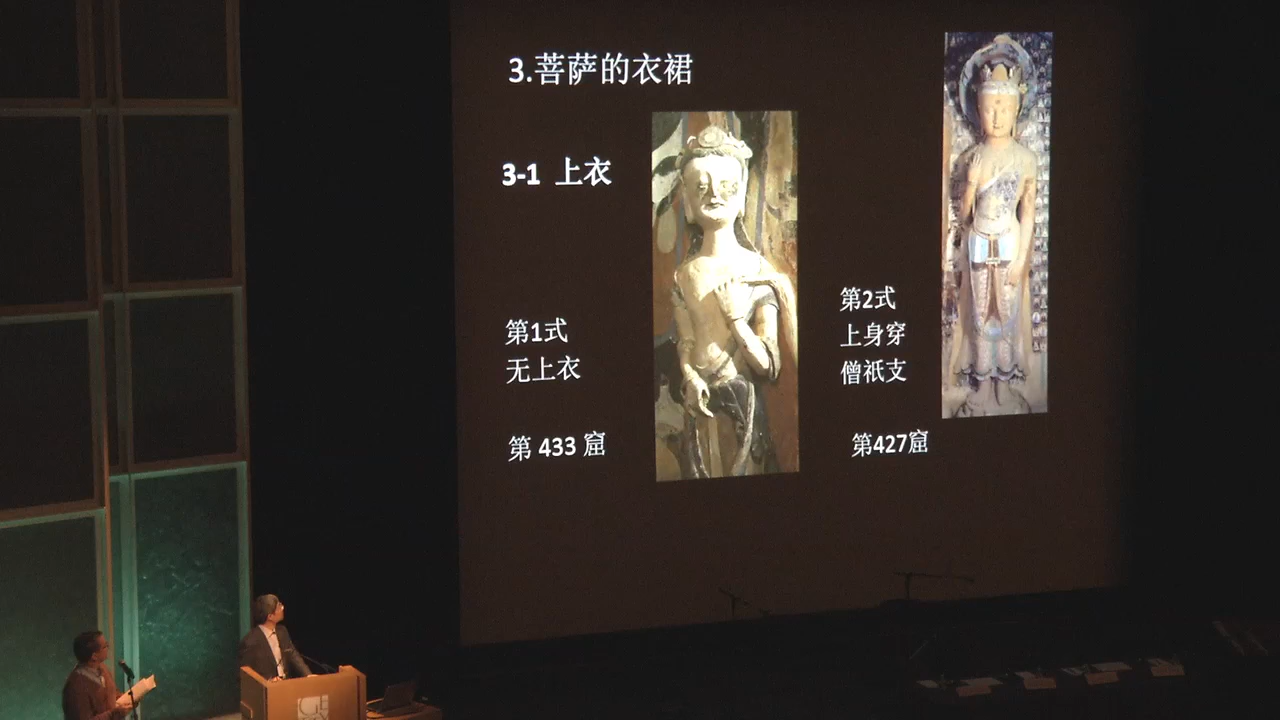 3.菩萨的衣裙
3-1 上衣
第1式
无上衣
第 433 窟
第2式
上身穿
僧祇支
第427窟